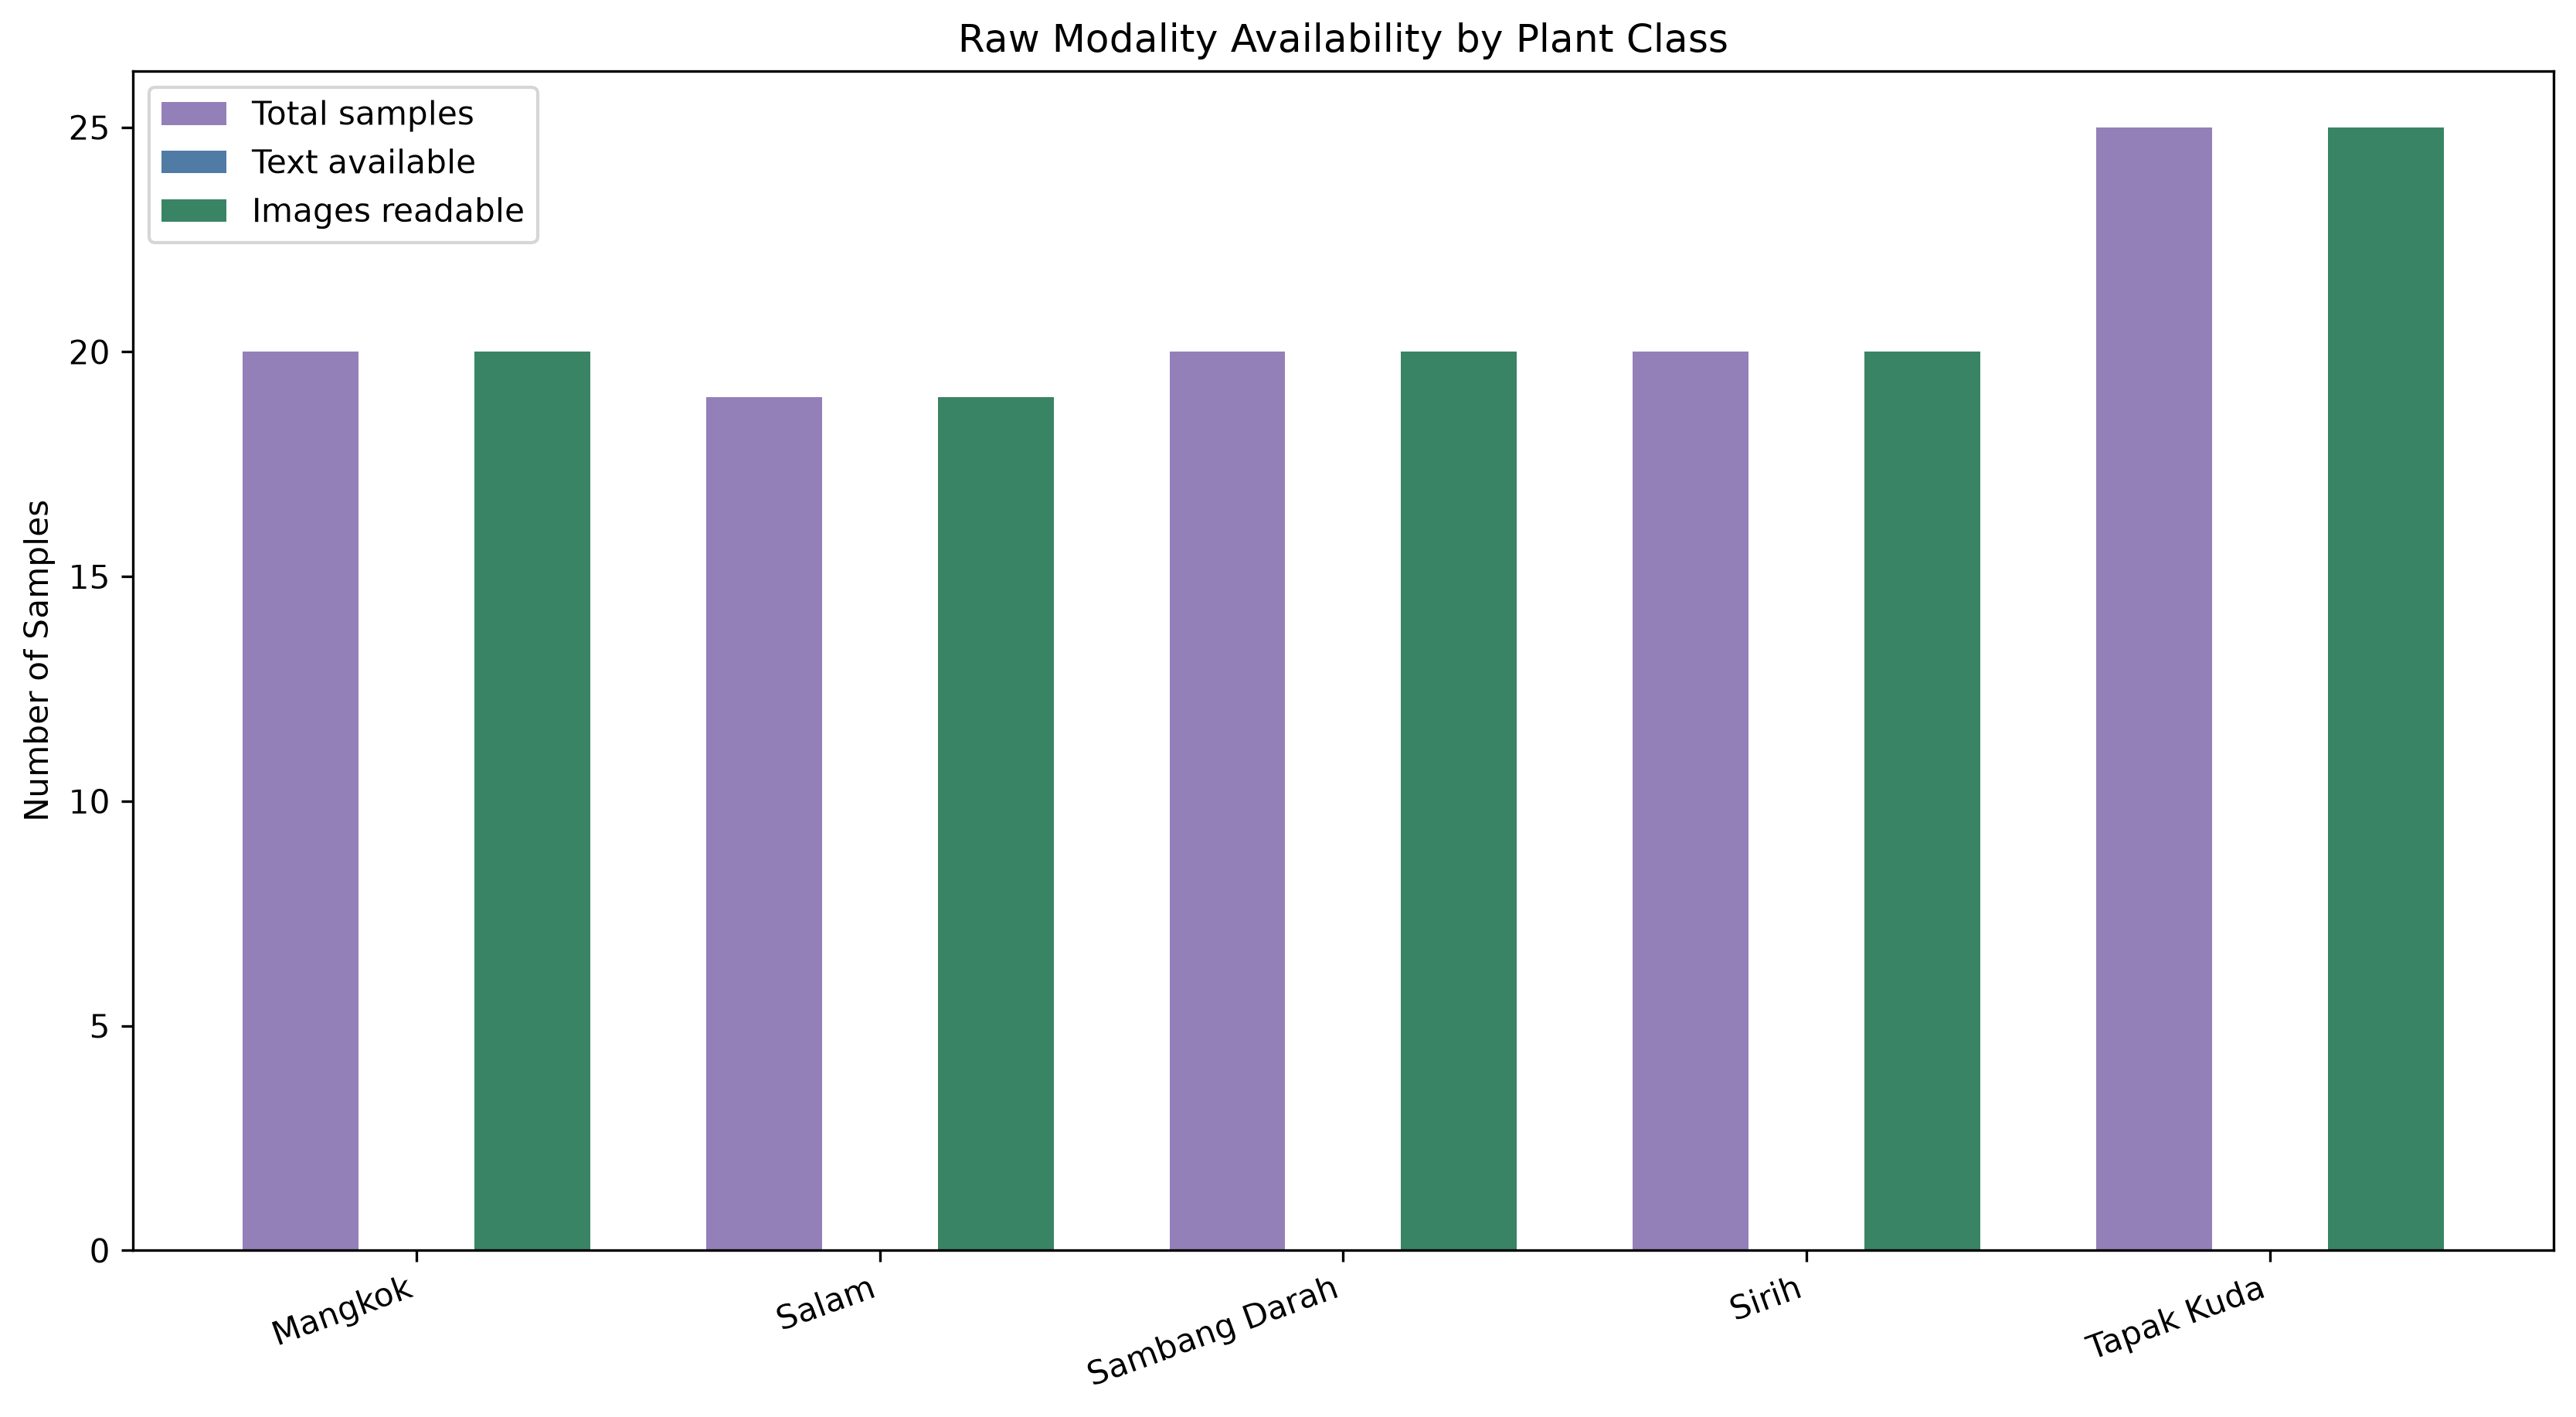 Raw Modality Availability by Plant Class
Total samples
Text available
Images readable
Number of Samples
25
20
15
10
5
0
Mangkok
Salam
Sambang Darah
Sirih
Tapak Kuda